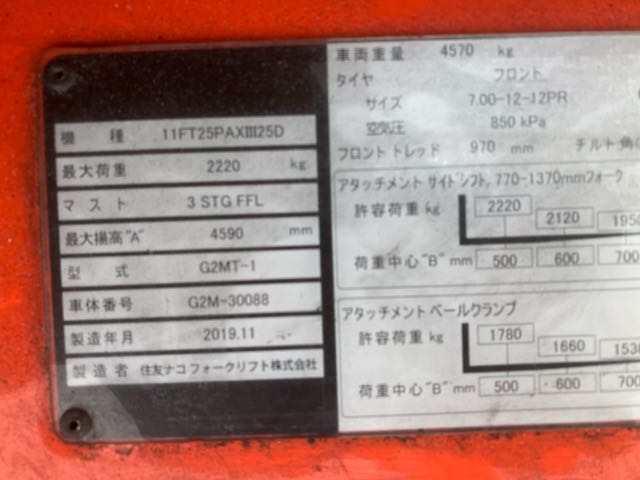 機 種 11FT25PAXⅢ25D
最大荷重 2220 kg
マスト 3 STG FFL
最大揚高"A" 4590 mm
型 式 G2MT-1
車体番号 G2M-30088
製造年月 2019.11
製造者 住友ナコフォークリフト株式会社
車両重量 4570 kg
タイヤ フロント
サイズ 7.00-12-12PR
空気圧 850 kPa
フロント トレッド 970 mm チルト角
アタッチメント サイドシフト, 770-1370mmフォーク
許容荷重 kg 2220 2120 1950
荷重中心"B" mm 500 600 700
アタッチメント ベールクランプ
許容荷重 kg 1780 1660 1530
荷重中心"B" mm 500 600 700